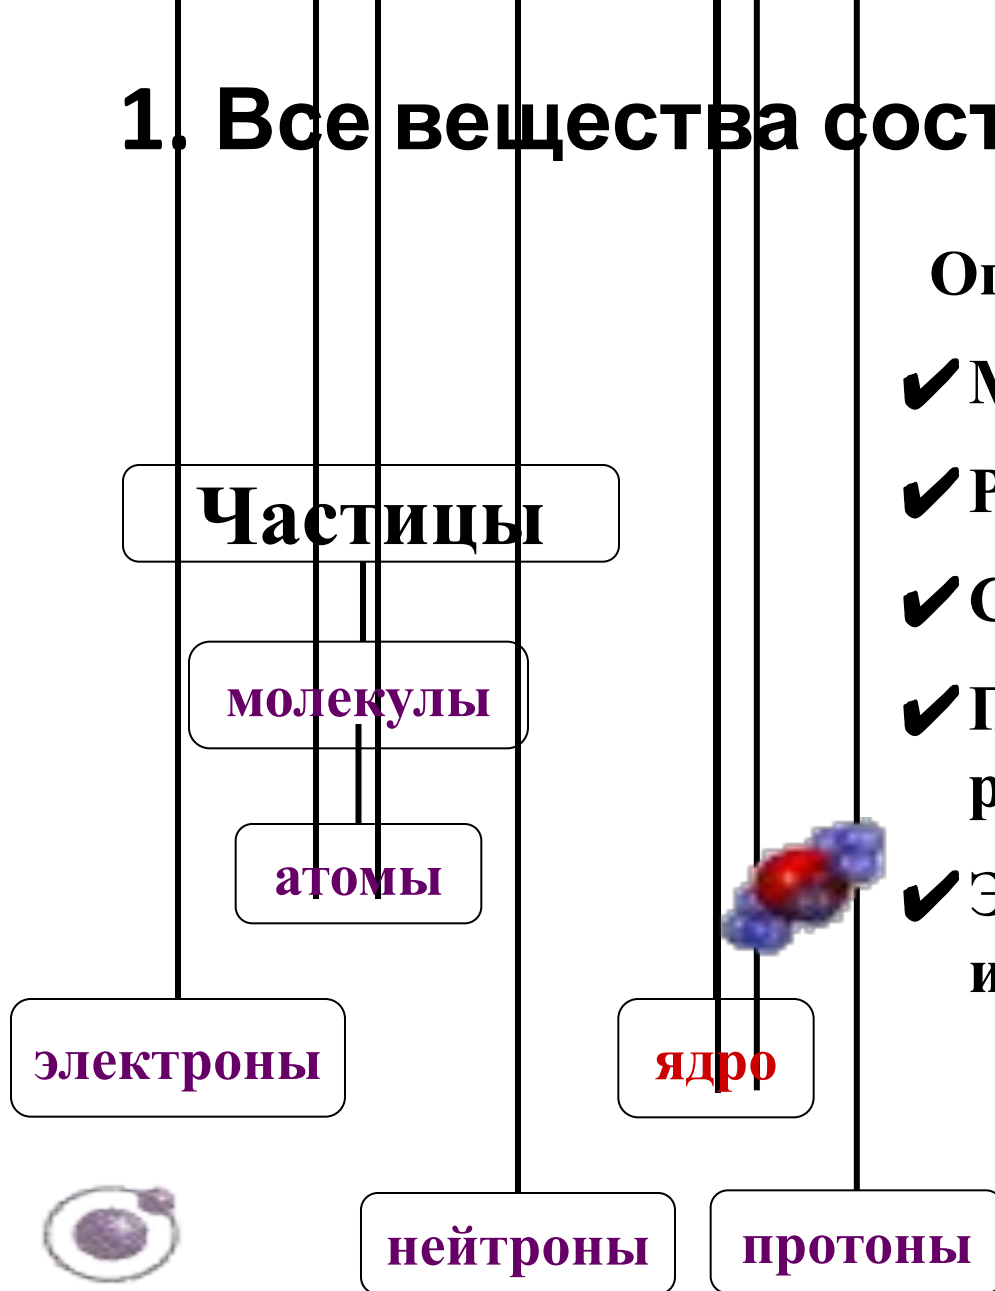 1. Все вещества сост
Частицы
молекулы
атомы
электроны
ядро
нейтроны
протоны